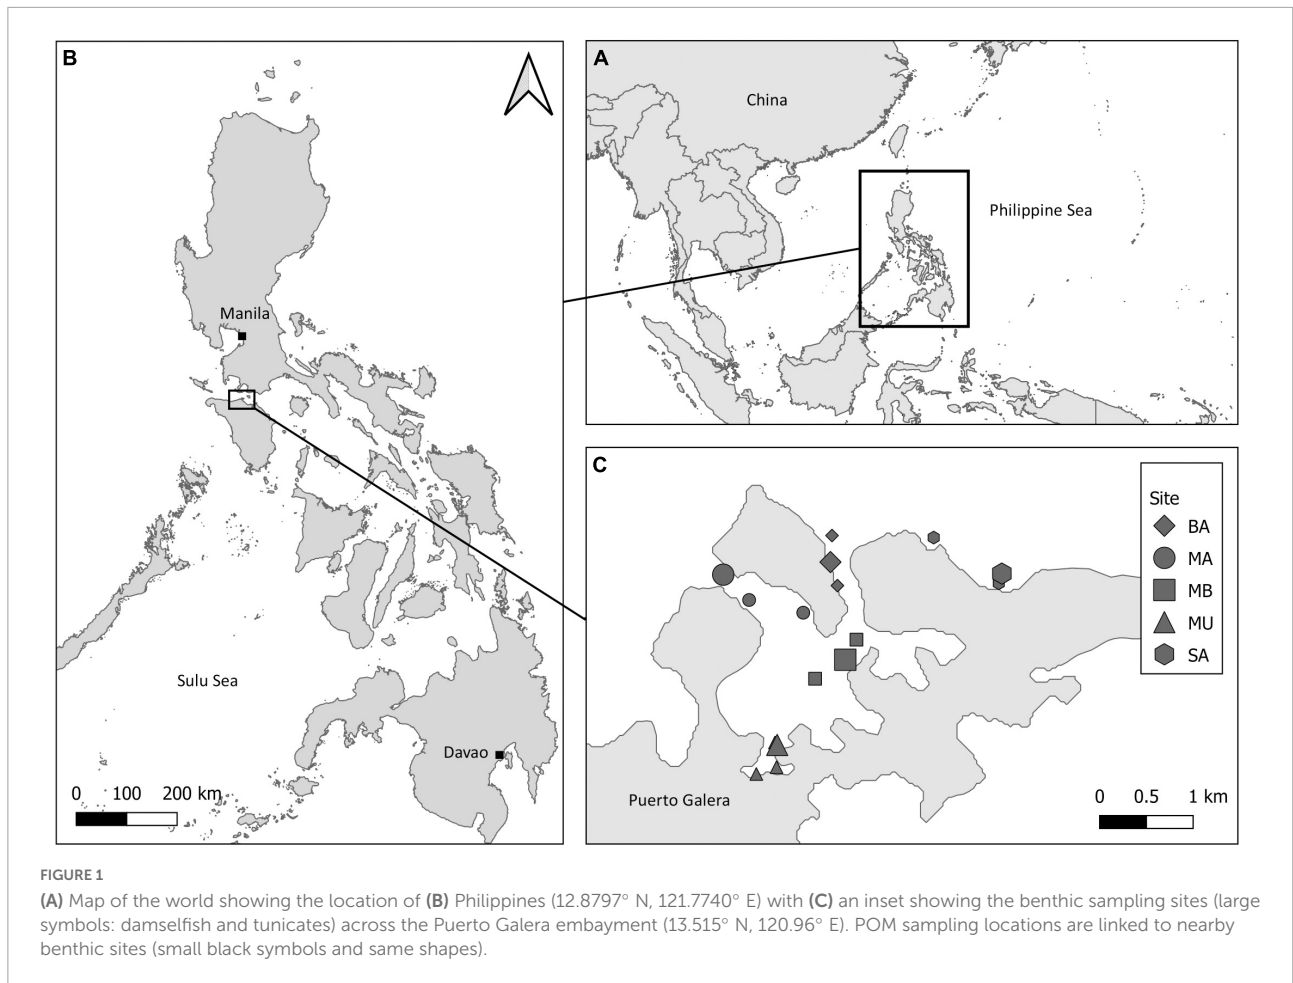 B
Manila
Sulu Sea
Davao
0 100 200 km
A
China
Philippine Sea
C
Site
BA
MA
MB
MU
SA
Puerto Galera
0 0.5 1 km
FIGURE 1
(A) Map of the world showing the location of (B) Philippines (12.8797° N, 121.7740° E) with (C) an inset showing the benthic sampling sites (large
symbols: damselfish and tunicates) across the Puerto Galera embayment (13.515° N, 120.96° E). POM sampling locations are linked to nearby
benthic sites (small black symbols and same shapes).